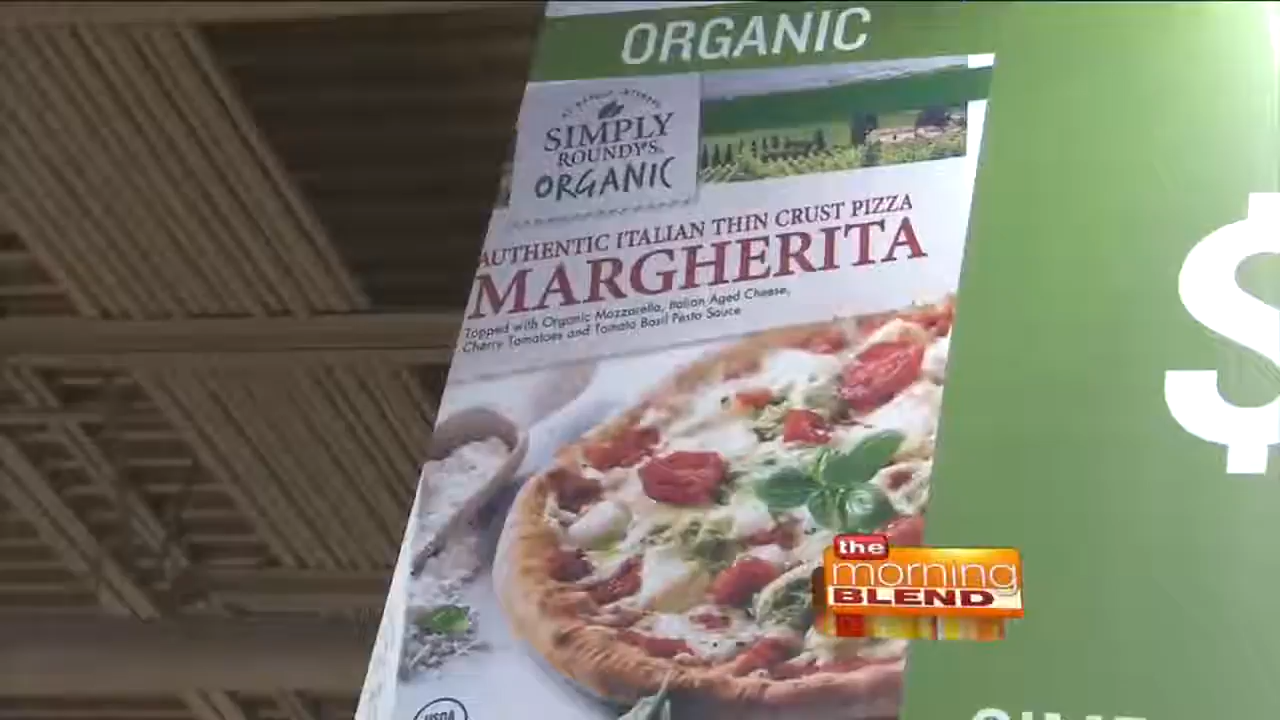 ORGANIC
SIMPLY
ROUNDY'S
ORGANIC
AUTHENTIC ITALIAN THIN CRUST PIZZA
MARGHERITA
Topped with Organic Mozzarella, Italian Aged Cheese,
Cherry Tomatoes and Tomato Basil Pesto Sauce
$
the
morning
BLEND
USDA